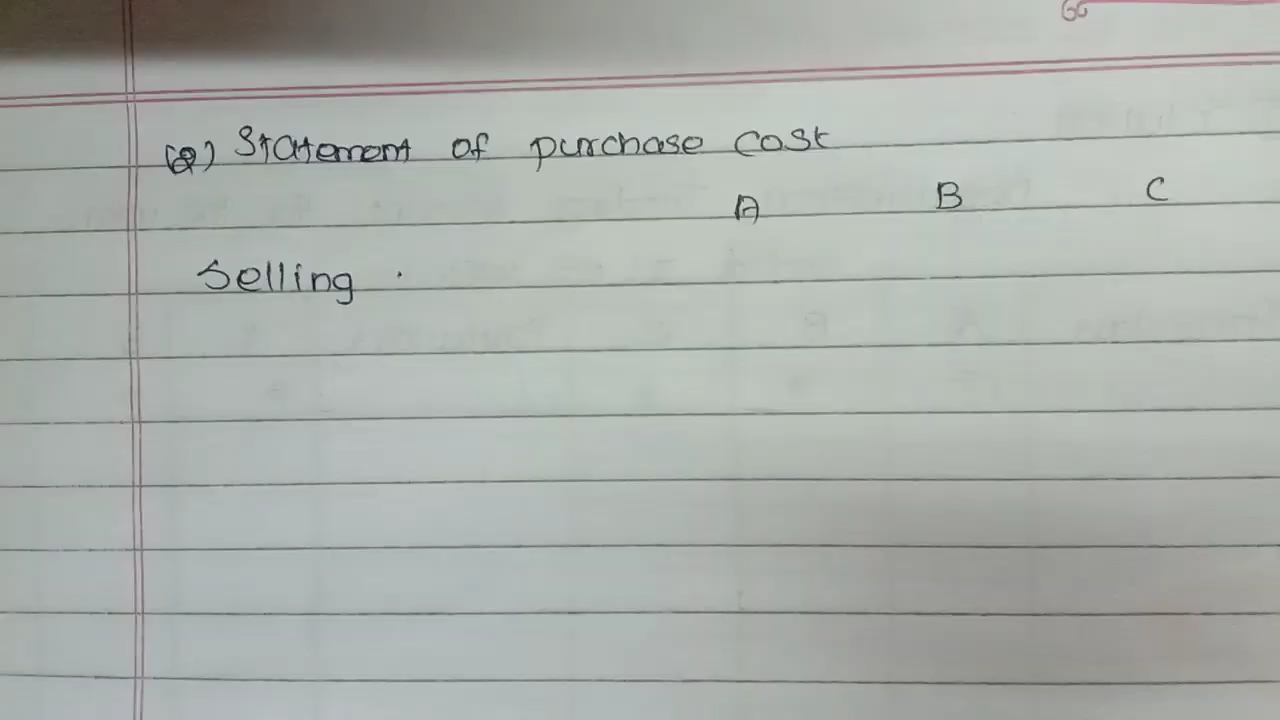 (2) Statement of purchase cost
A B C
Selling